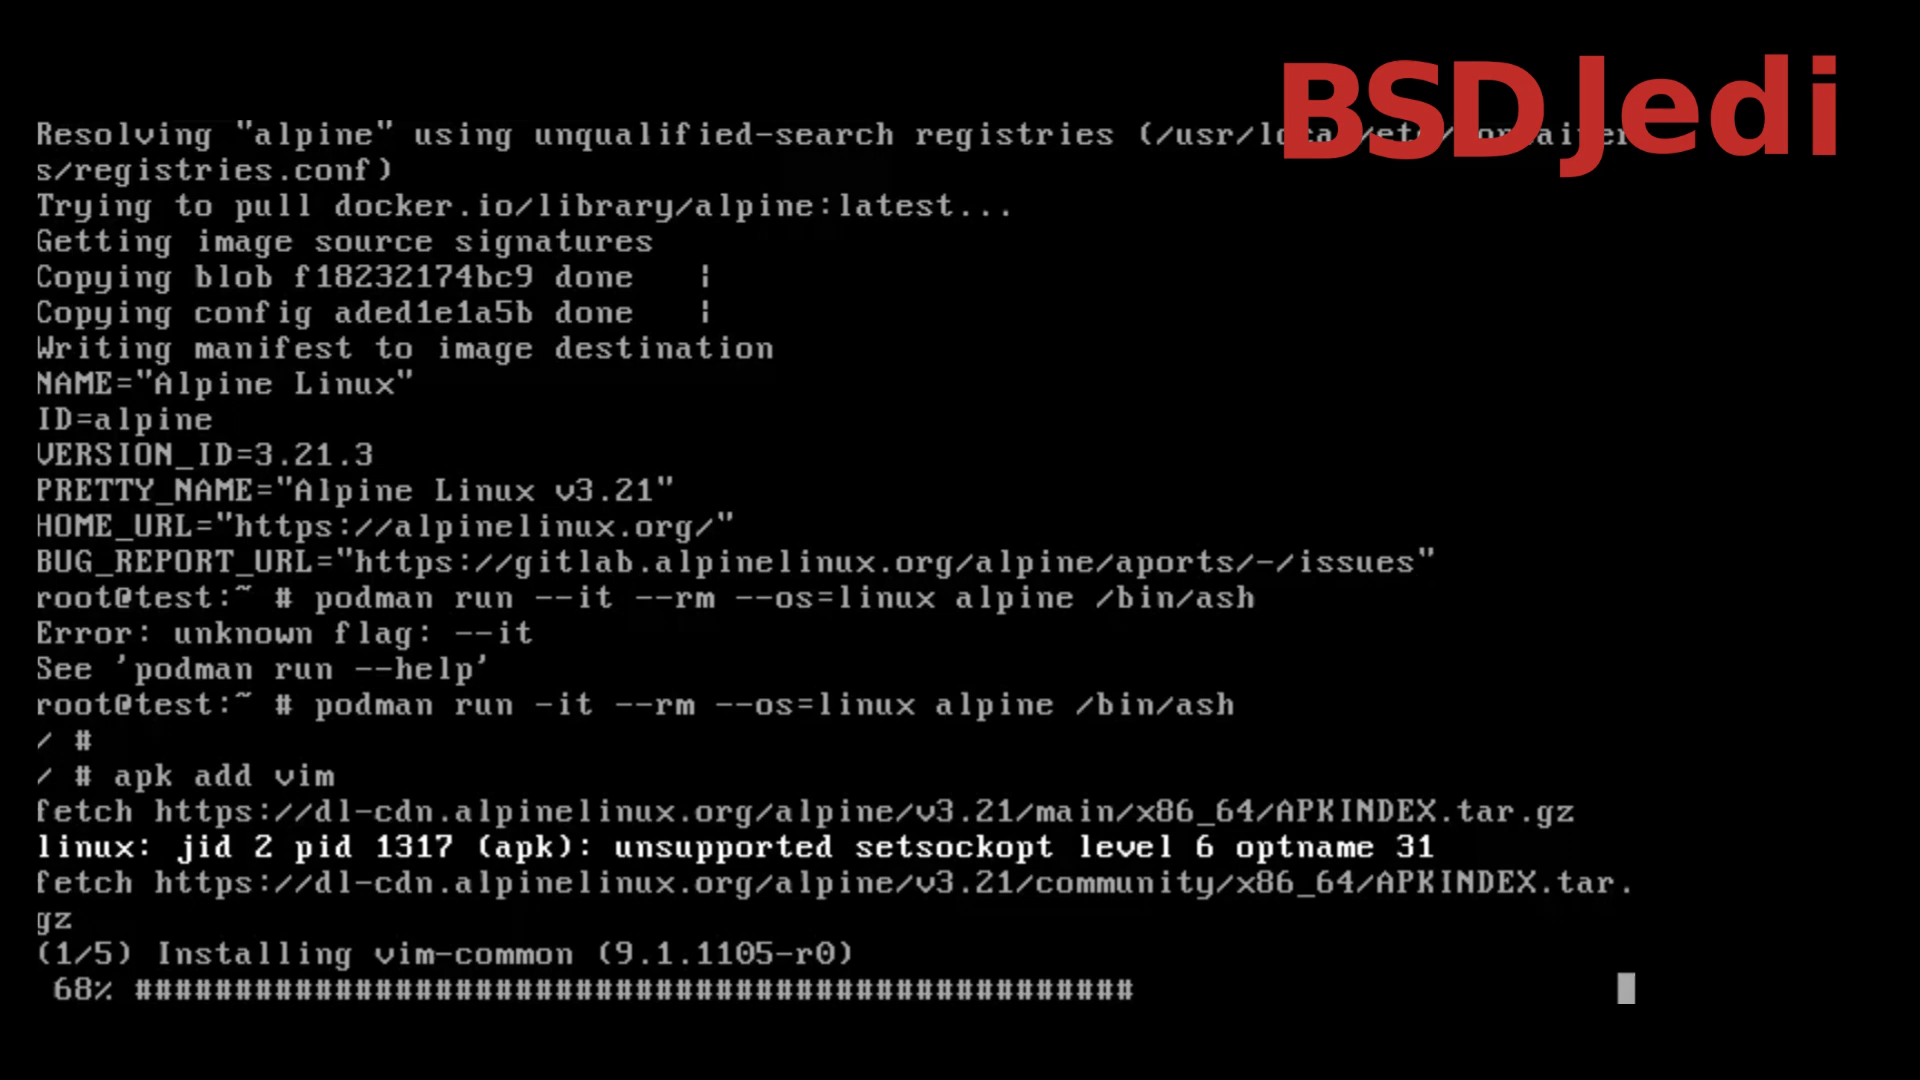 BSDJedi
Resolving "alpine" using unqualified-search registries (/usr/local/etc/container
s/registries.conf)
Trying to pull docker.io/library/alpine:latest...
Getting image source signatures
Copying blob f18232174bc9 done   |
Copying config aded1e1a5b done   |
Writing manifest to image destination
NAME="Alpine Linux"
ID=alpine
VERSION_ID=3.21.3
PRETTY_NAME="Alpine Linux v3.21"
HOME_URL="https://alpinelinux.org/"
BUG_REPORT_URL="https://gitlab.alpinelinux.org/alpine/aports/-/issues"
root@test:~ # podman run --it --rm --os=linux alpine /bin/ash
Error: unknown flag: --it
See 'podman run --help'
root@test:~ # podman run -it --rm --os=linux alpine /bin/ash
/ #
/ # apk add vim
fetch https://dl-cdn.alpinelinux.org/alpine/v3.21/main/x86_64/APKINDEX.tar.gz
linux: jid 2 pid 1317 (apk): unsupported setsockopt level 6 optname 31
fetch https://dl-cdn.alpinelinux.org/alpine/v3.21/community/x86_64/APKINDEX.tar.
gz
(1/5) Installing vim-common (9.1.1105-r0)
68% ##################################################